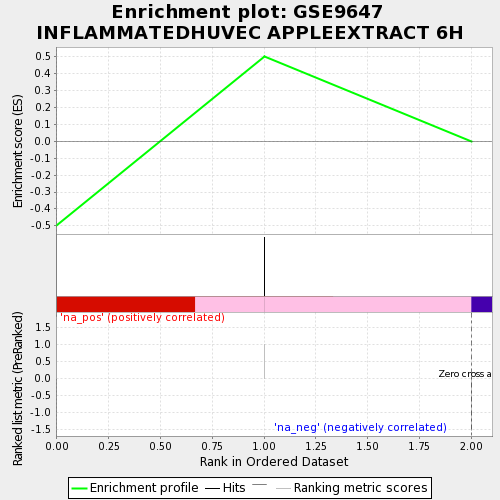 Enrichment plot: GSE9647
INFLAMMATEDHUVEC APPLEEXTRACT 6H
Enrichment score (ES)
0.5
0.4
0.3
0.2
0.1
0.0
-0.1
-0.2
-0.3
-0.4
-0.5
'na_pos' (positively correlated)
Ranked list metric (PreRanked)
1.5
1.0
0.5
0.0
-0.5
-1.0
-1.5
Zero cross a
'na_neg' (negatively correlated)
0.00 0.25 0.50 0.75 1.00 1.25 1.50 1.75 2.00
Rank in Ordered Dataset
Enrichment profile Hits Ranking metric scores